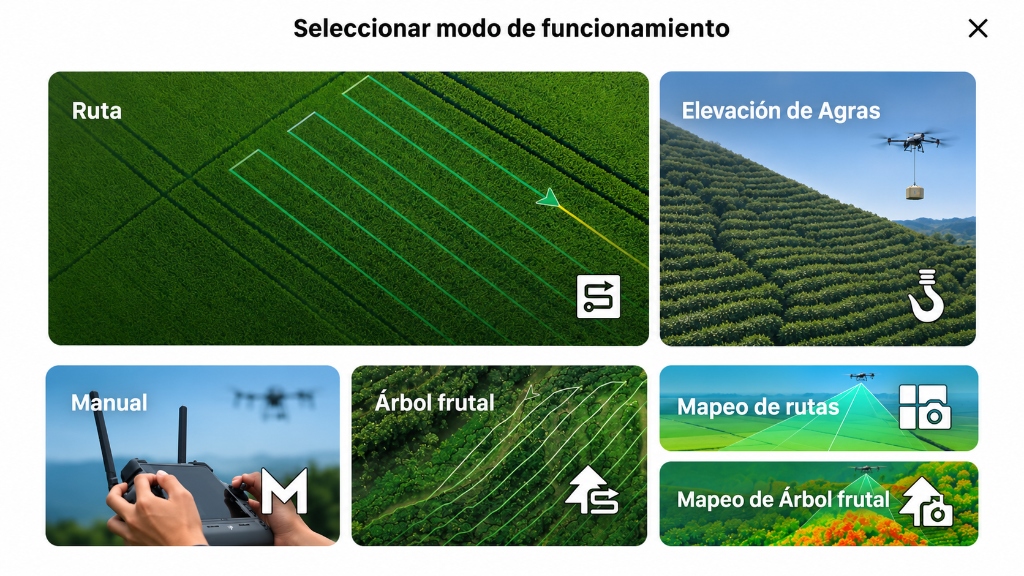 Seleccionar modo de funcionamiento
Ruta
Elevación de Agras
Manual
M
Árbol frutal
Mapeo de rutas
Mapeo de Árbol frutal